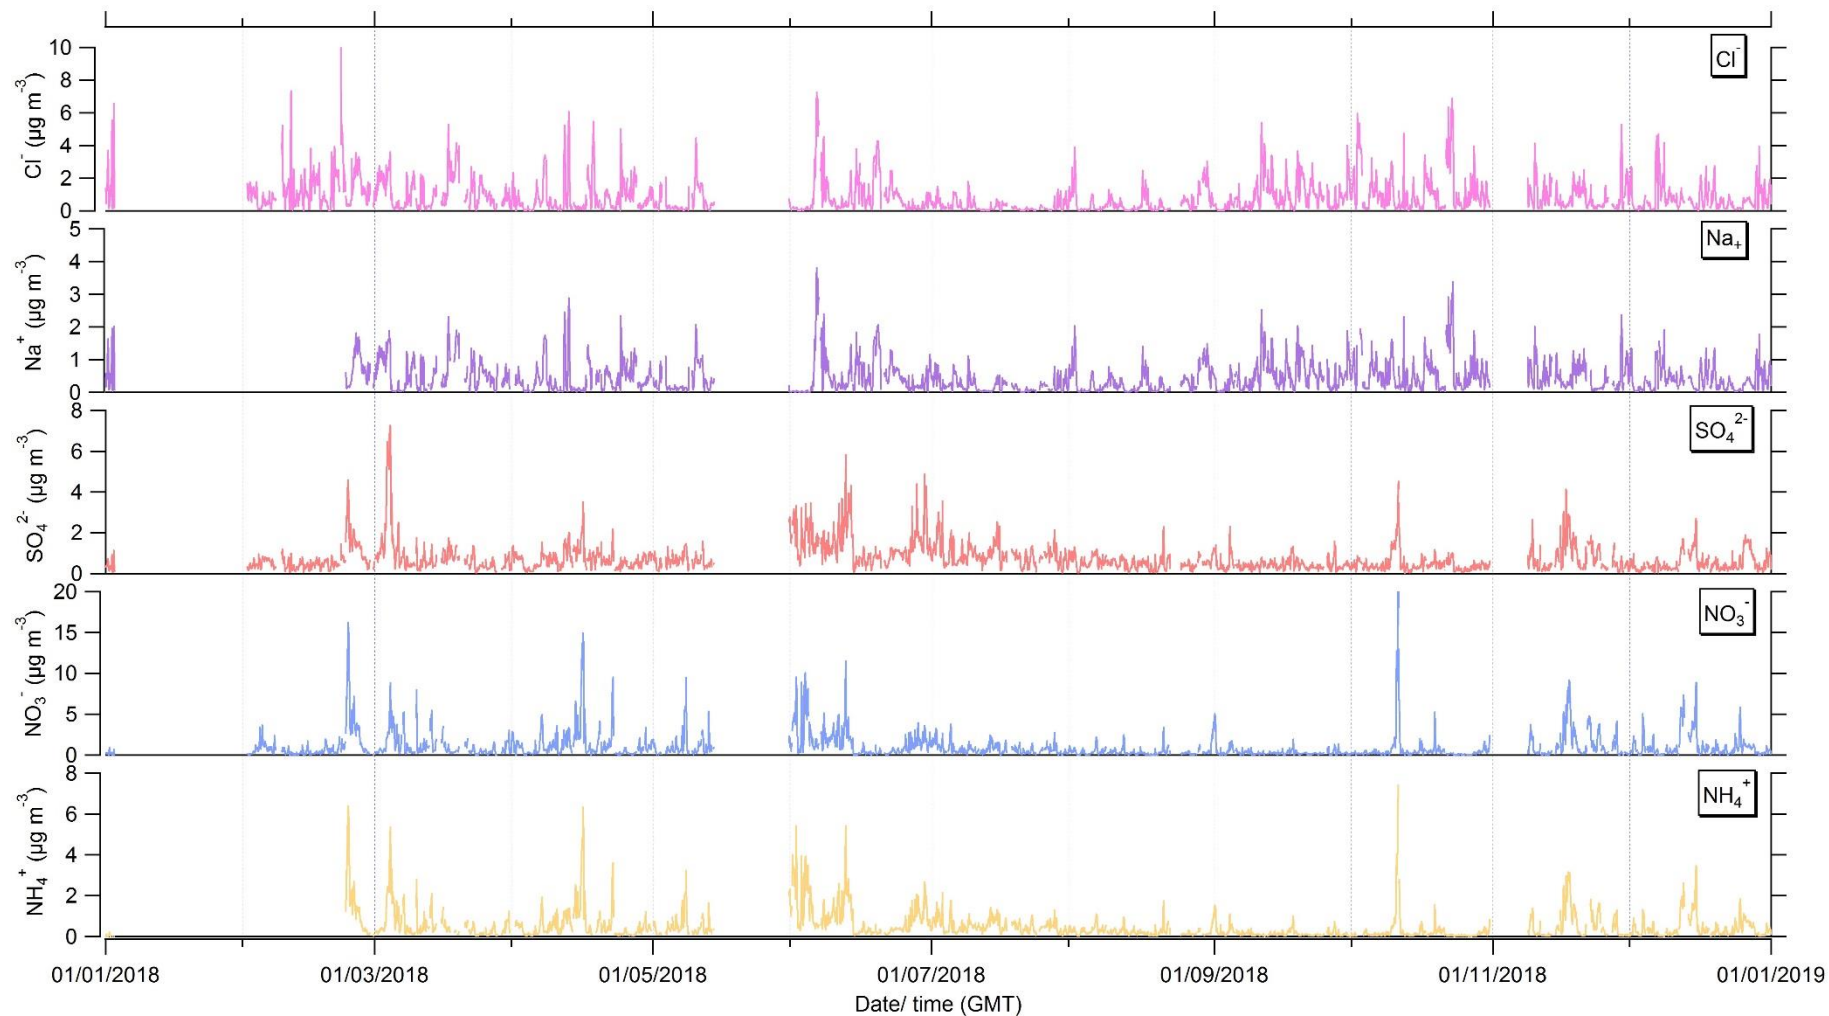 10
8
6
4
2
0
Cl⁻ (µg m⁻³)
Cl⁻
5
4
3
2
1
0
Na⁺ (µg m⁻³)
Na₊
8
6
4
2
0
SO₄²⁻ (µg m⁻³)
SO₄²⁻
20
15
10
5
0
NO₃⁻ (µg m⁻³)
NO₃⁻
8
6
4
2
0
NH₄⁺ (µg m⁻³)
NH₄⁺
01/01/2018 01/03/2018 01/05/2018 01/07/2018 01/09/2018 01/11/2018 01/01/2019
Date/ time (GMT)